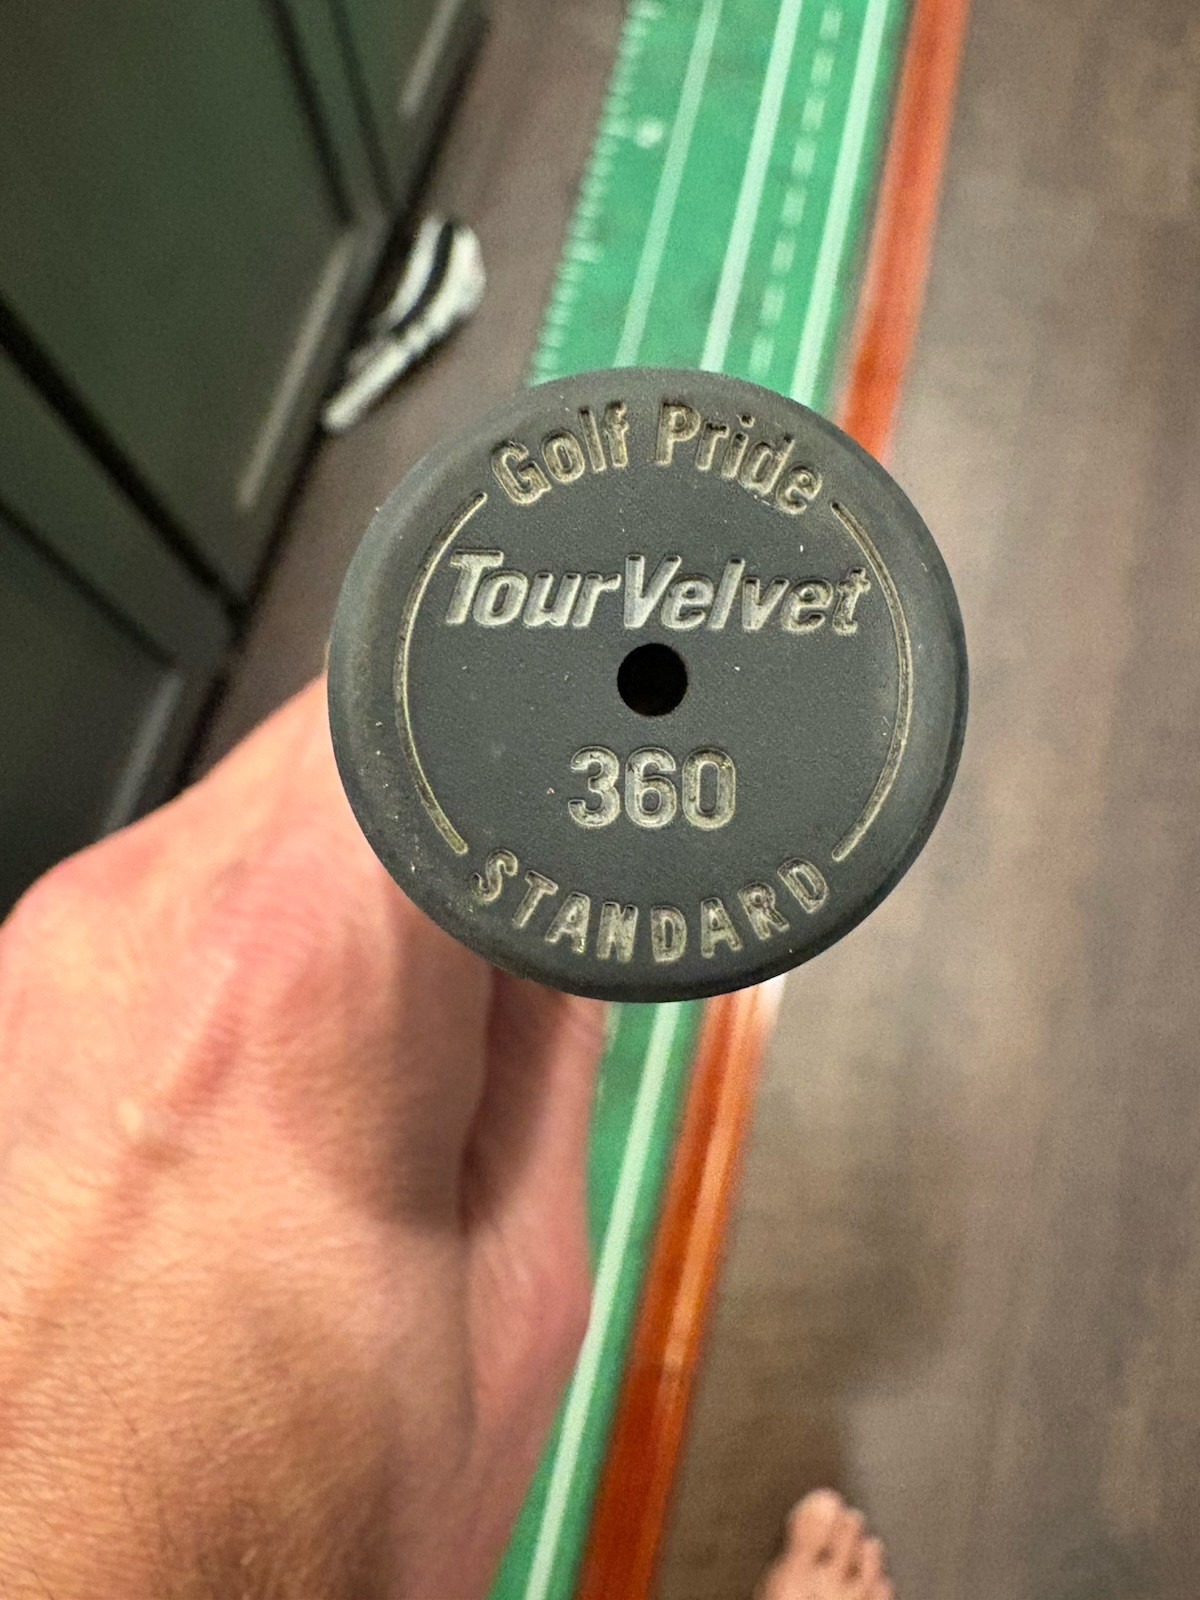 Golf Pride
TourVelvet
360
STANDARD